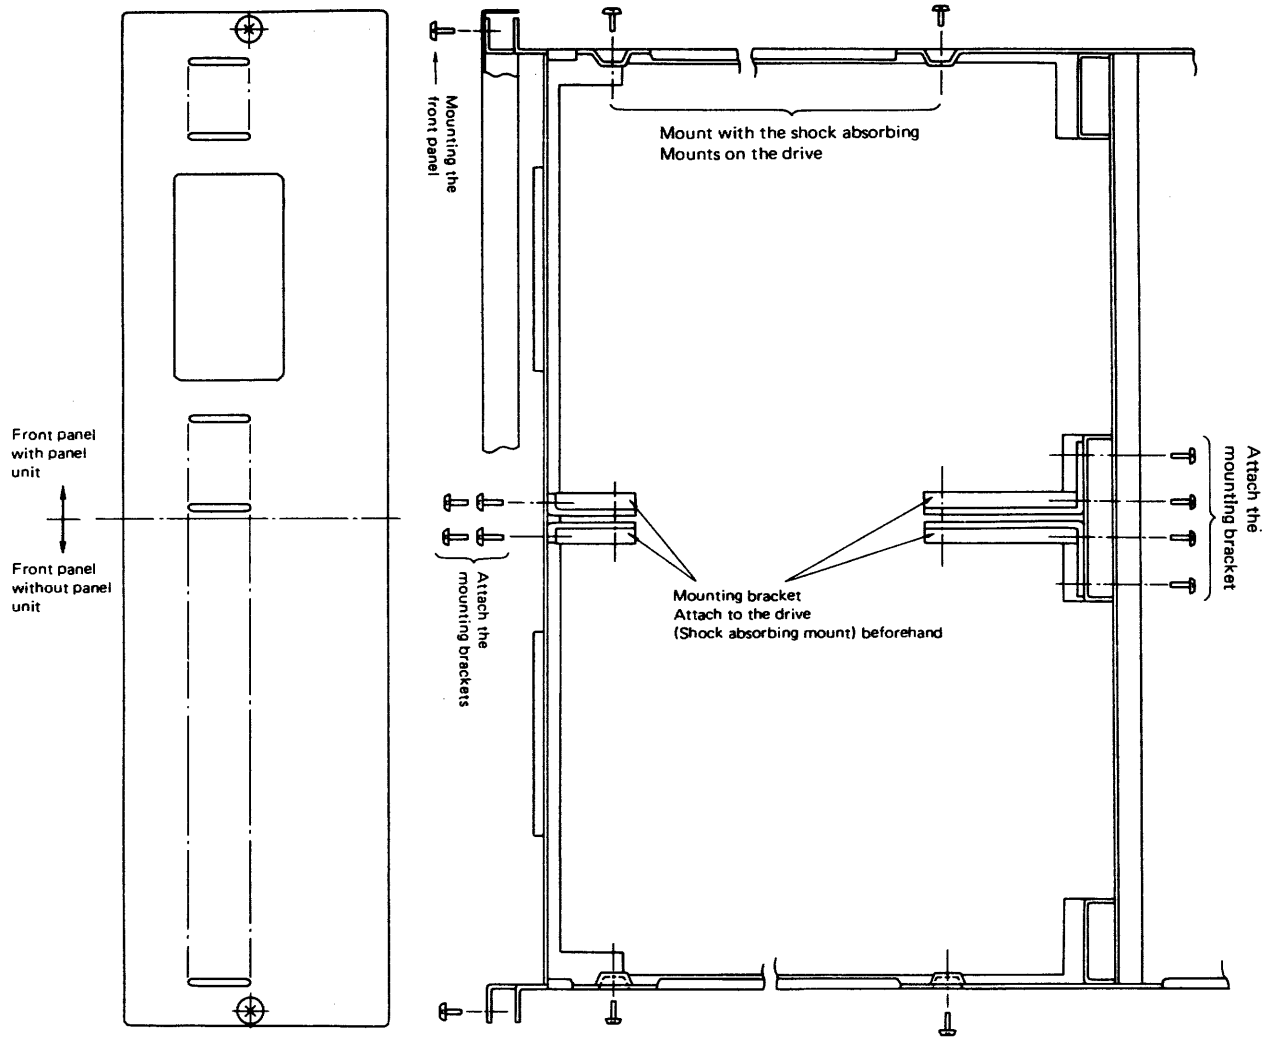 Mounting the
front panel
Mount with the shock absorbing
Mounts on the drive
Front panel
with panel
unit
Front panel
without panel
unit
Attach the
mounting brackets
Mounting bracket
Attach to the drive
(Shock absorbing mount) beforehand
Attach the
mounting bracket